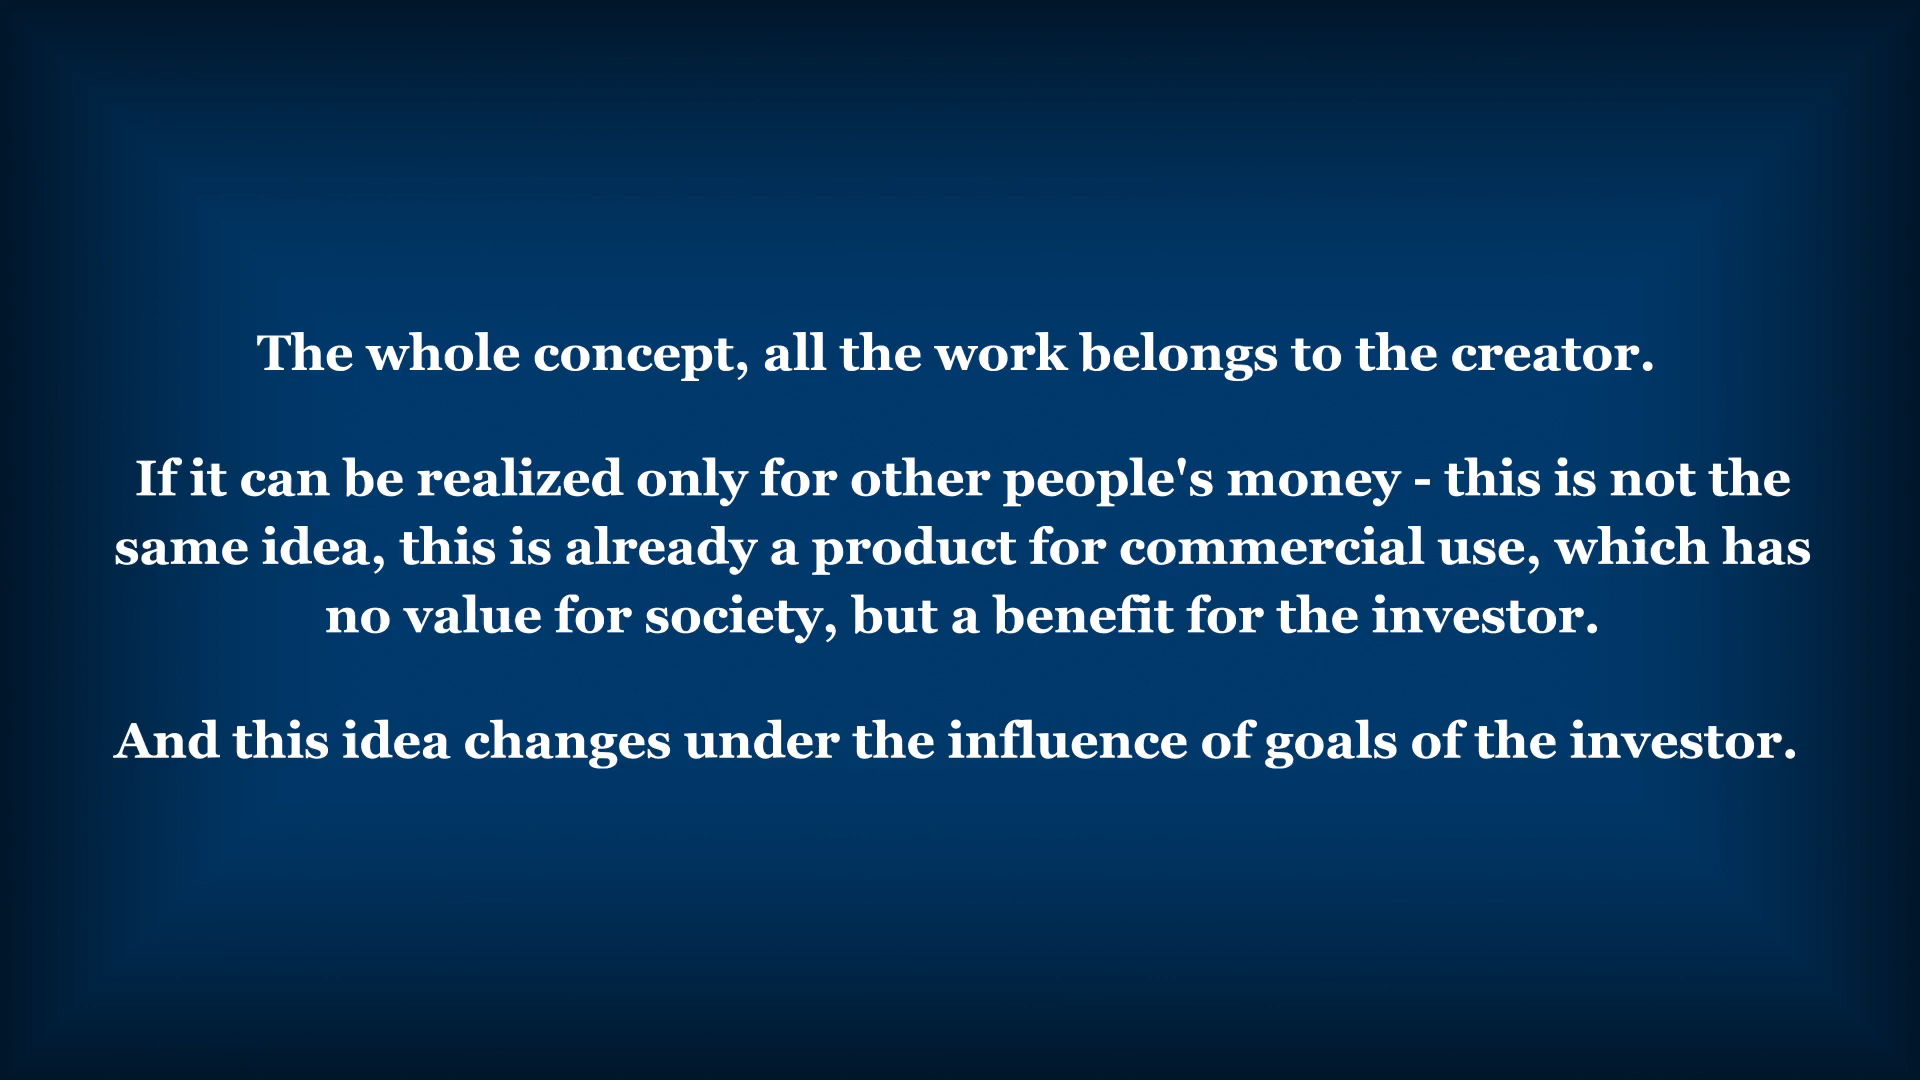 The whole concept, all the work belongs to the creator.
If it can be realized only for other people's money - this is not the
same idea, this is already a product for commercial use, which has
no value for society, but a benefit for the investor.
And this idea changes under the influence of goals of the investor.